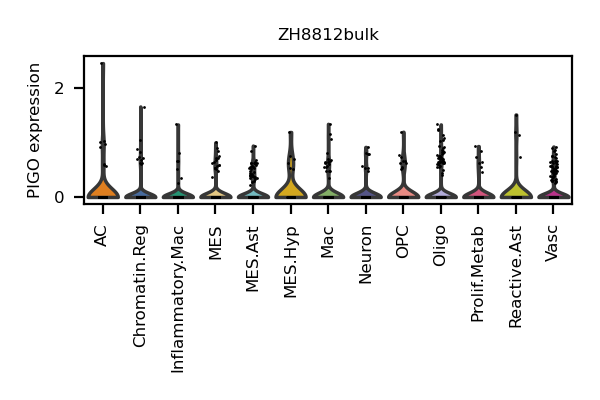 ZH8812bulk
PIGO expression
2
0
AC
Chromatin.Reg
Inflammatory.Mac
MES
MES.Ast
MES.Hyp
Mac
Neuron
OPC
Oligo
Prolif.Metab
Reactive.Ast
Vasc